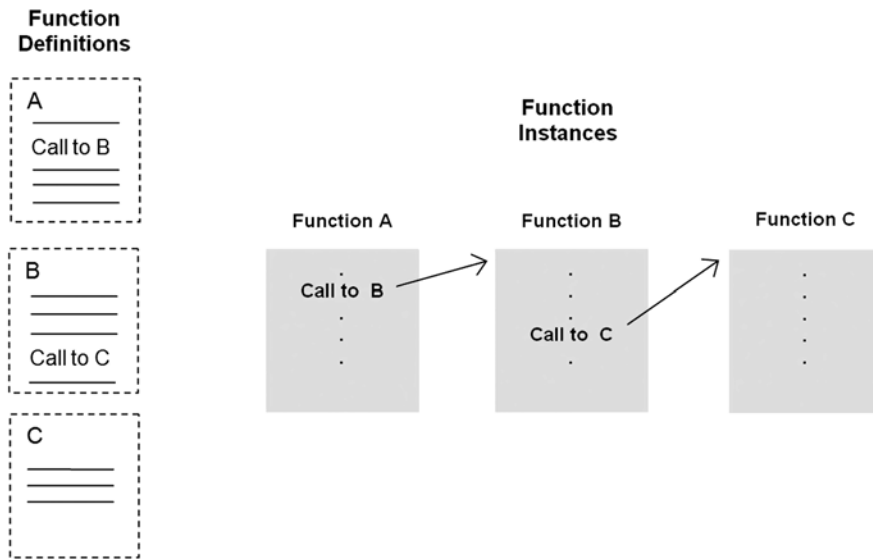 Function
Definitions
A
Call to B
B
Call to C
C
Function
Instances
Function A
Function B
Function C
Call to B
Call to C